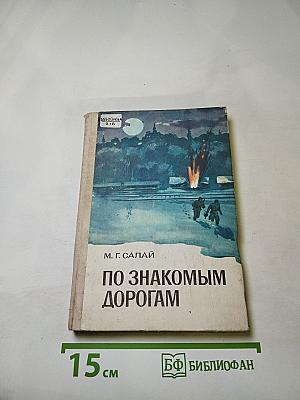 М. Г. САЛАЙ
ПО ЗНАКОМЫМ
ДОРОГАМ
15 см
БФ БИБЛИОФАН